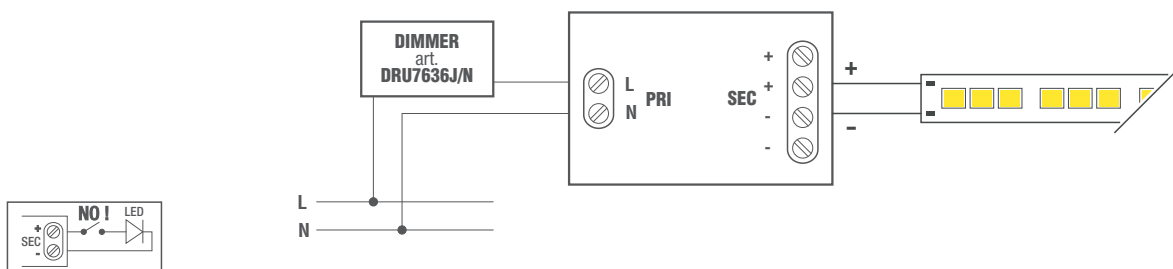 DIMMER
art.
DRU7636J/N
L
N
PRI
SEC
+
+
-
-
+
-
L
N
NO !
LED
SEC
+
-